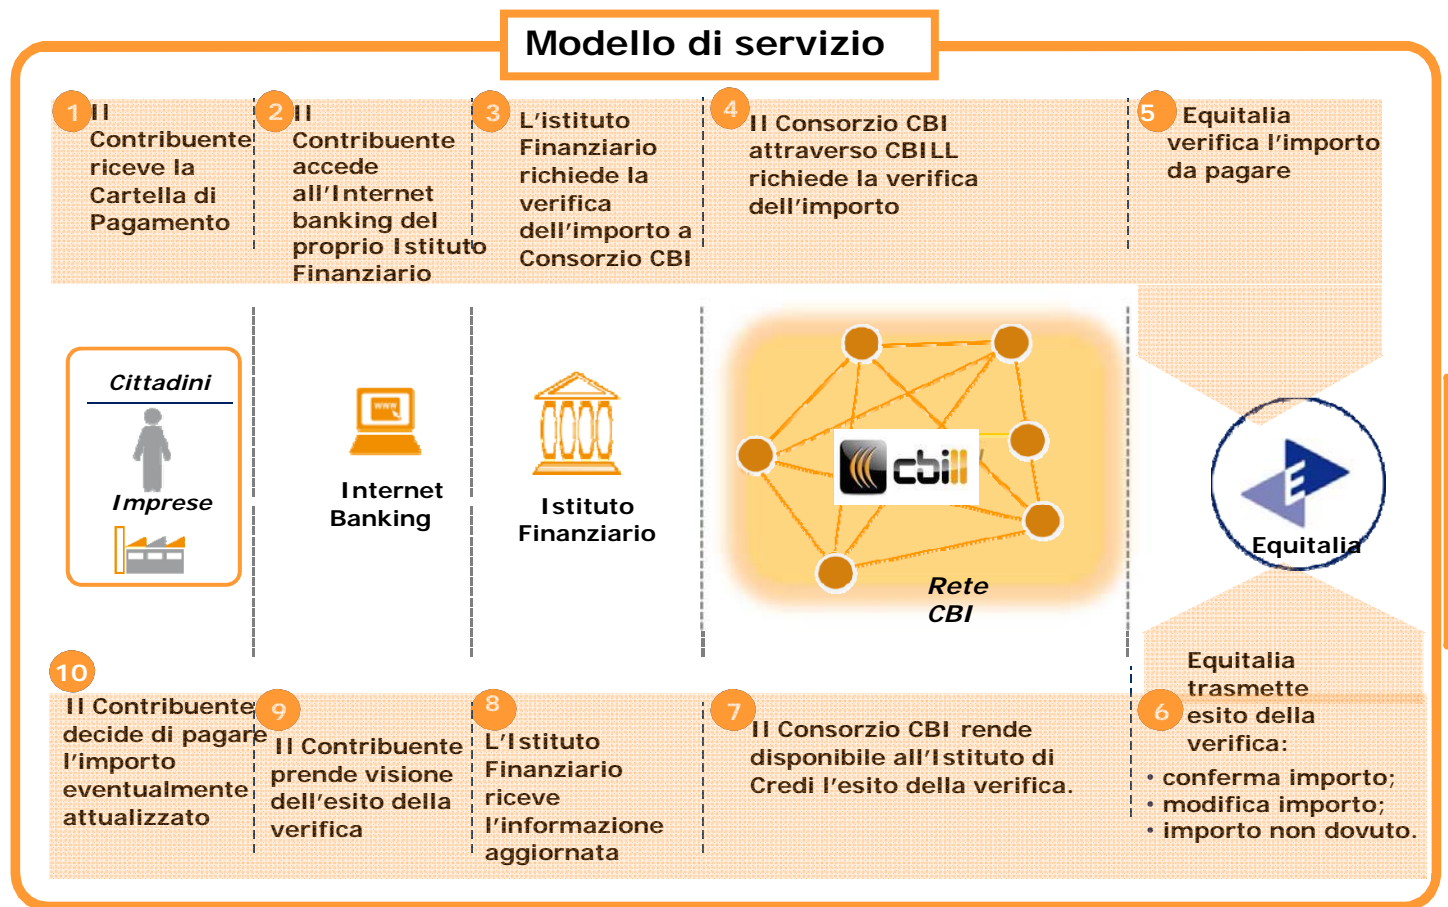 Modello di servizio
1
Il
Contribuente
riceve la
Cartella di
Pagamento
2
Il
Contribuente
accede
all'Internet
banking del
proprio Istituto
Finanziario
3
L'istituto
Finanziario
richiede la
verifica
dell'importo a
Consorzio CBI
4
Il Consorzio CBI
attraverso CBILL
richiede la verifica
dell'importo
5
Equitalia
verifica l'importo
da pagare
Cittadini
Imprese
www
Internet
Banking
Istituto
Finanziario
cbill
Rete
CBI
E
Equitalia
10
Il Contribuente
decide di pagare
l'importo
eventualmente
attualizzato
9
Il Contribuente
prende visione
dell'esito della
verifica
8
L'Istituto
Finanziario
riceve
l'informazione
aggiornata
7
Il Consorzio CBI rende
disponibile all'Istituto di
Credi l'esito della verifica.
6
Equitalia
trasmette
esito della
verifica:
• conferma importo;
• modifica importo;
• importo non dovuto.